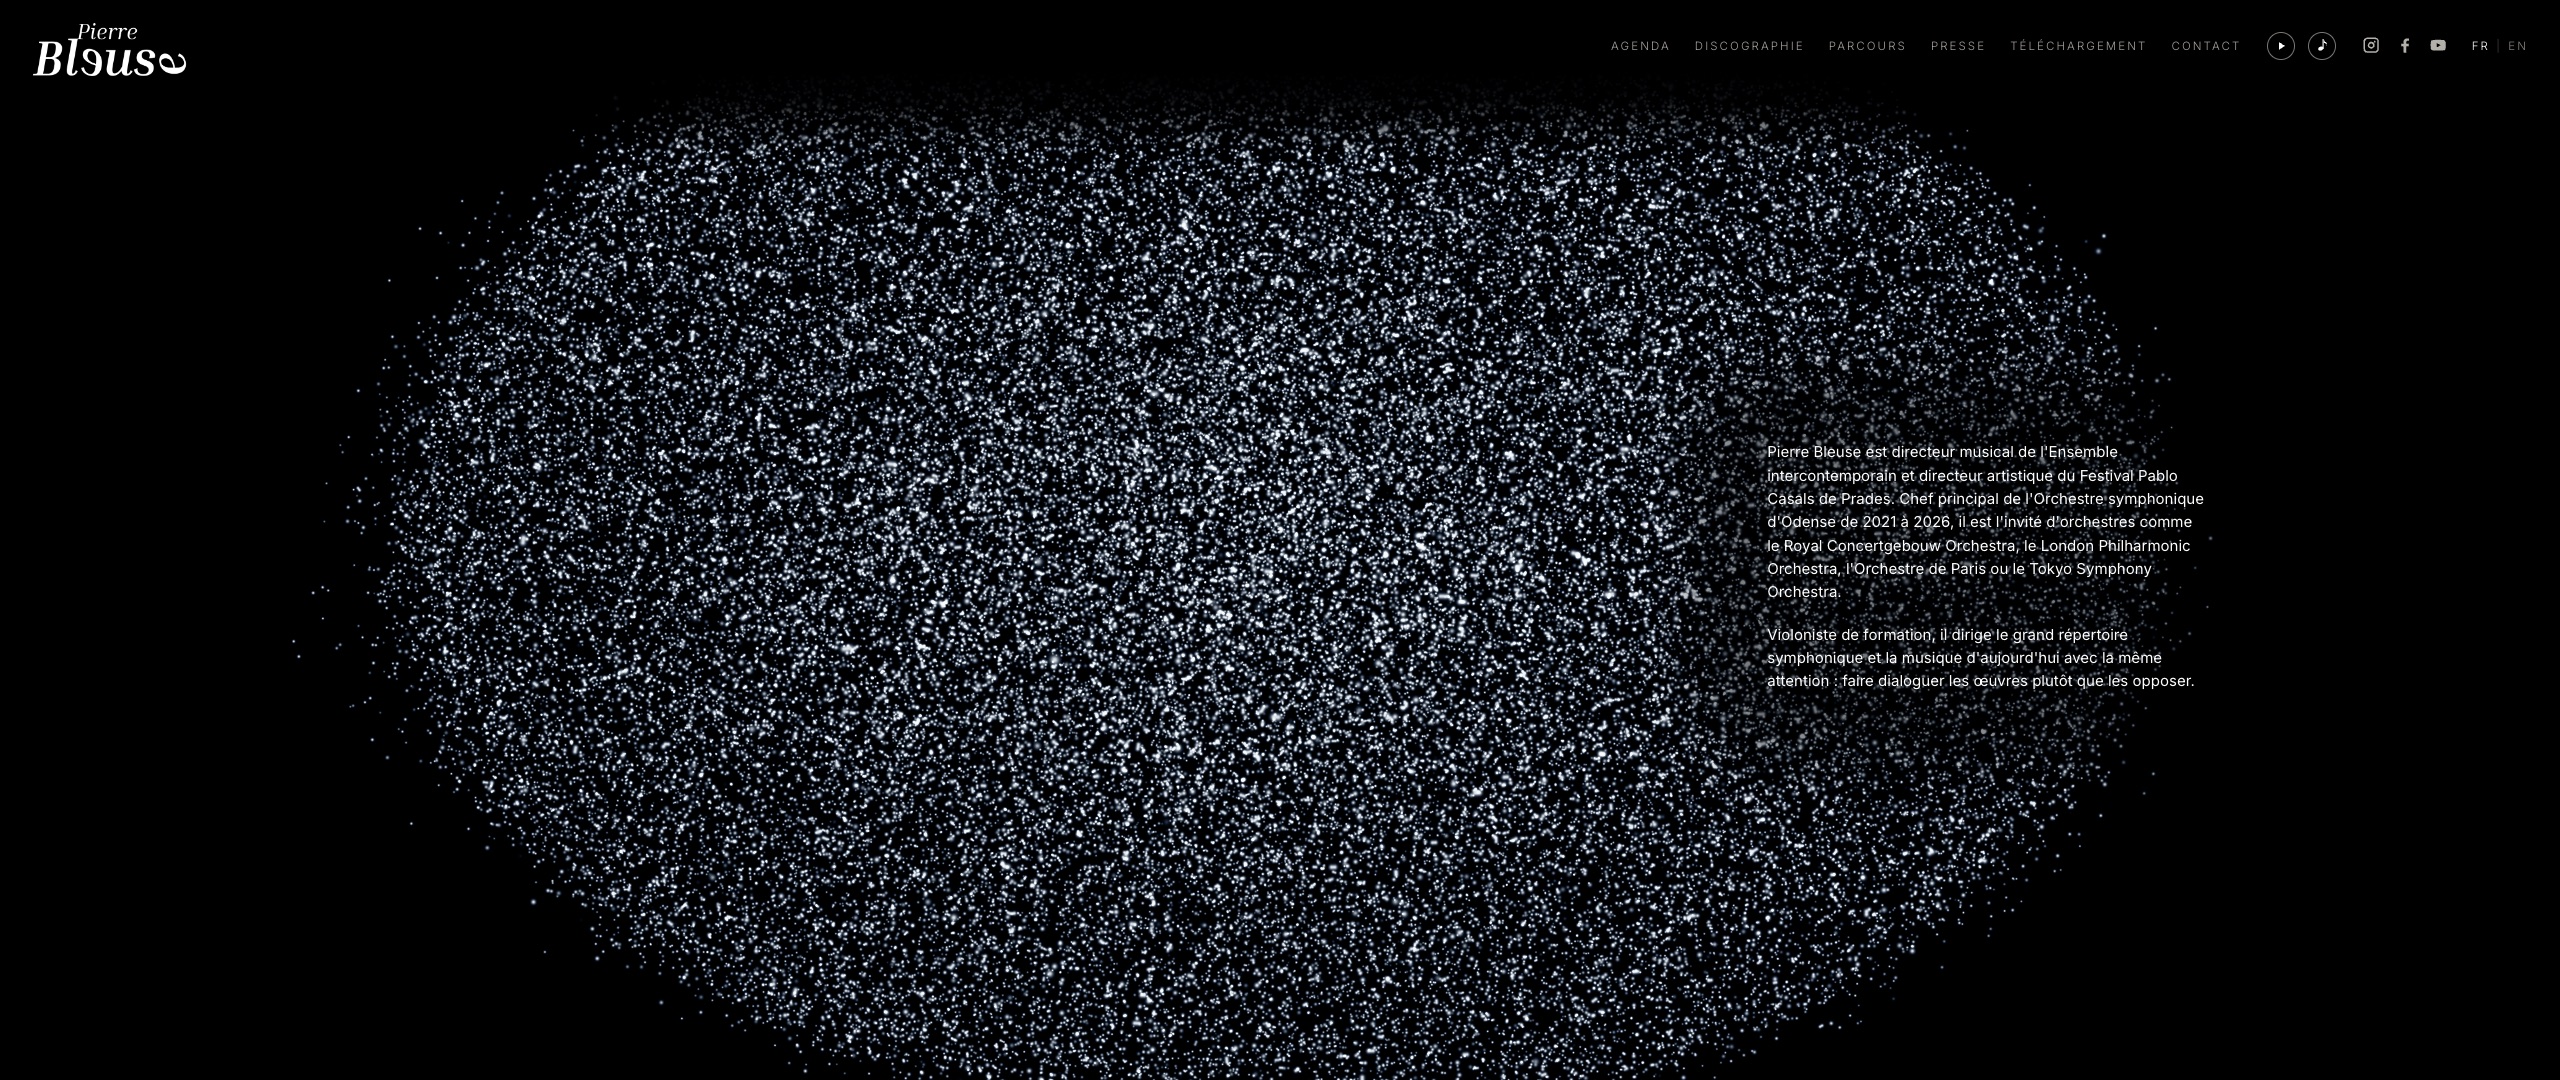 Pierre
Bleuse
AGENDA DISCOGRAPHIE PARCOURS PRESSE TÉLÉCHARGEMENT CONTACT FR | EN
Pierre Bleuse est directeur musical de l'Ensemble
intercontemporain et directeur artistique du Festival Pablo
Casals de Prades. Chef principal de l'Orchestre symphonique
d'Odense de 2021 à 2026, il est l'invité d'orchestres comme
le Royal Concertgebouw Orchestra, le London Philharmonic
Orchestra, l'Orchestre de Paris ou le Tokyo Symphony
Orchestra.
Violoniste de formation, il dirige le grand répertoire
symphonique et la musique d'aujourd'hui avec la même
attention : faire dialoguer les œuvres plutôt que les opposer.